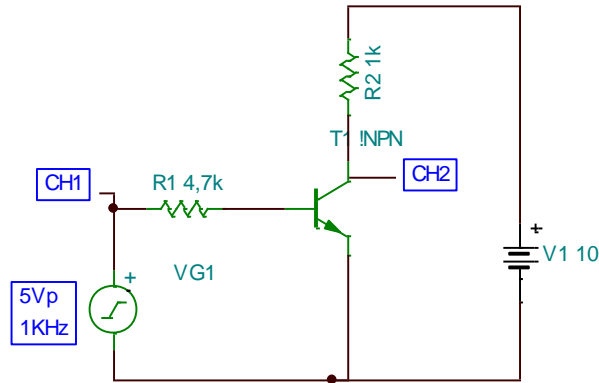 R2 1k
T1 !NPN
CH1
R1 4,7k
CH2
+
V1 10
VG1
+
5Vp
1KHz